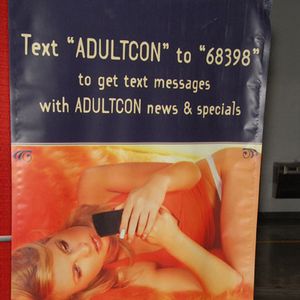 Text “ADULTCON” to “68398”
to get text messages
with ADULTCON news & specials